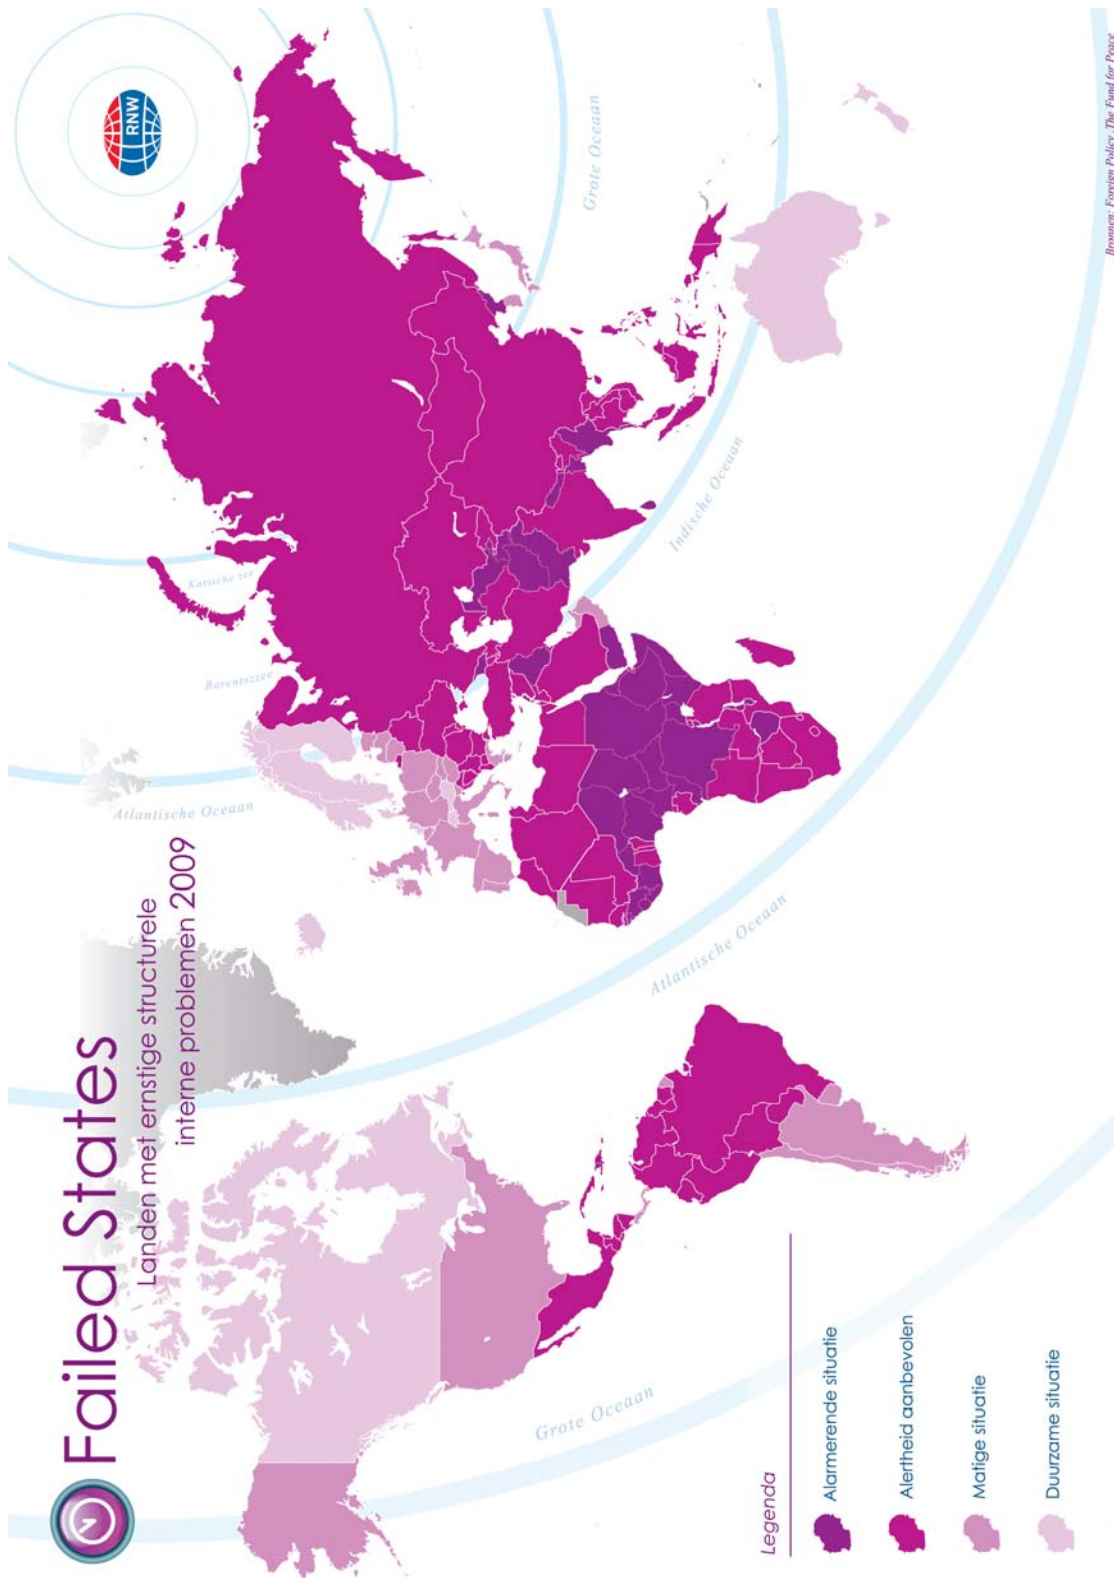 Failed States
Landen met ernstige structurele
interne problemen 2009
RNW
Grote Oceaan
Karische zee
Barentszzee
Atlantische Oceaan
Indische Oceaan
Atlantische Oceaan
Grote Oceaan
Legenda
Alarmerende situatie
Alertheid aanbevolen
Matige situatie
Duurzame situatie
Bronnen: Foreign Policy, The Fund for Peace